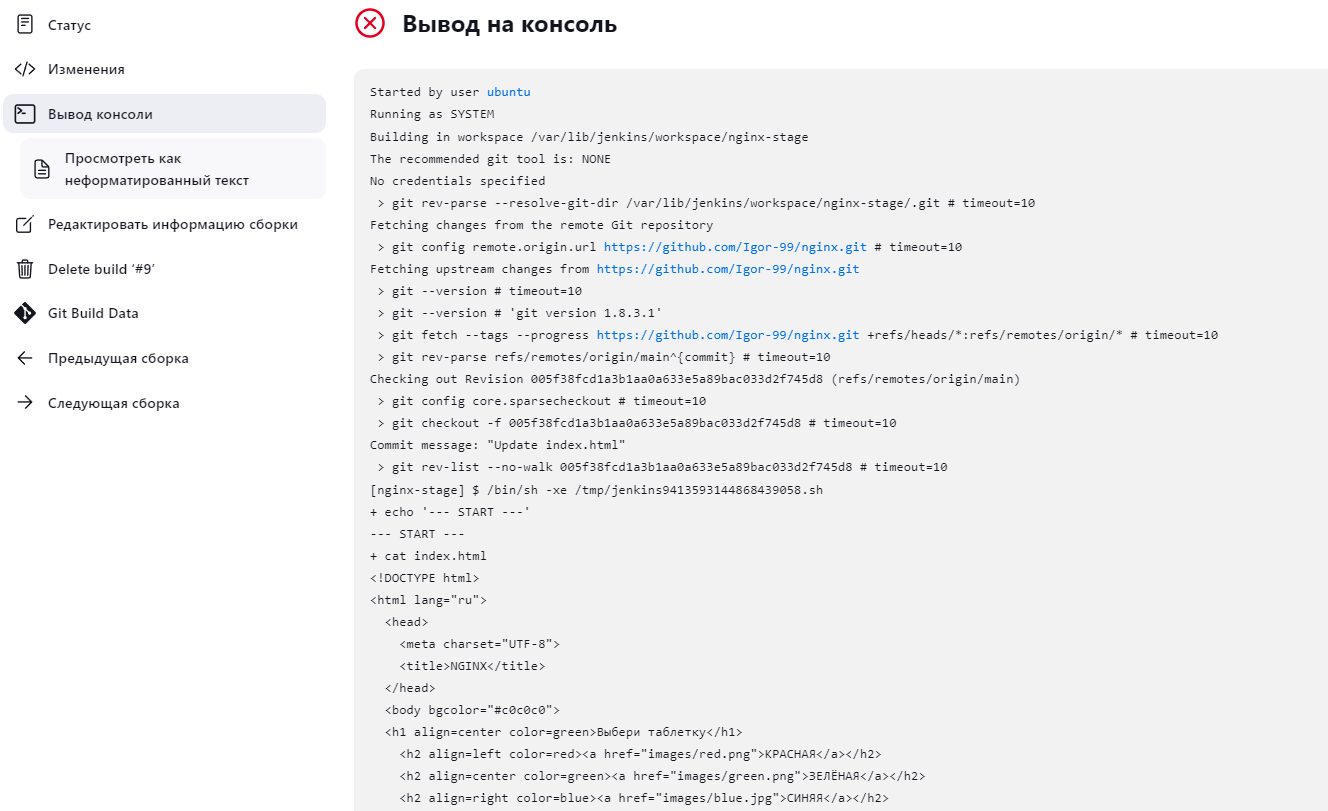 Статус
Изменения
Вывод консоли
Просмотреть как
неформатированный текст
Редактировать информацию сборки
Delete build ‘#9’
Git Build Data
Предыдущая сборка
Следующая сборка
Вывод на консоль
Started by user ubuntu
Running as SYSTEM
Building in workspace /var/lib/jenkins/workspace/nginx-stage
The recommended git tool is: NONE
No credentials specified
 > git rev-parse --resolve-git-dir /var/lib/jenkins/workspace/nginx-stage/.git # timeout=10
Fetching changes from the remote Git repository
 > git config remote.origin.url https://github.com/Igor-99/nginx.git # timeout=10
Fetching upstream changes from https://github.com/Igor-99/nginx.git
 > git --version # timeout=10
 > git --version # 'git version 1.8.3.1'
 > git fetch --tags --progress https://github.com/Igor-99/nginx.git +refs/heads/*:refs/remotes/origin/* # timeout=10
 > git rev-parse refs/remotes/origin/main^{commit} # timeout=10
Checking out Revision 005f38fcd1a3b1aa0a633e5a89bac033d2f745d8 (refs/remotes/origin/main)
 > git config core.sparsecheckout # timeout=10
 > git checkout -f 005f38fcd1a3b1aa0a633e5a89bac033d2f745d8 # timeout=10
Commit message: "Update index.html"
 > git rev-list --no-walk 005f38fcd1a3b1aa0a633e5a89bac033d2f745d8 # timeout=10
[nginx-stage] $ /bin/sh -xe /tmp/jenkins9413593144868439058.sh
+ echo '--- START ---'
--- START ---
+ cat index.html
<!DOCTYPE html>
<html lang="ru">
  <head>
    <meta charset="UTF-8">
    <title>NGINX</title>
  </head>
  <body bgcolor="#c0c0c0">
  <h1 align=center color=green>Выбери таблетку</h1>
    <h2 align=left color=red><a href="images/red.png">КРАСНАЯ</a></h2>
    <h2 align=center color=green><a href="images/green.png">ЗЕЛЁНАЯ</a></h2>
    <h2 align=right color=blue><a href="images/blue.jpg">СИНЯЯ</a></h2>